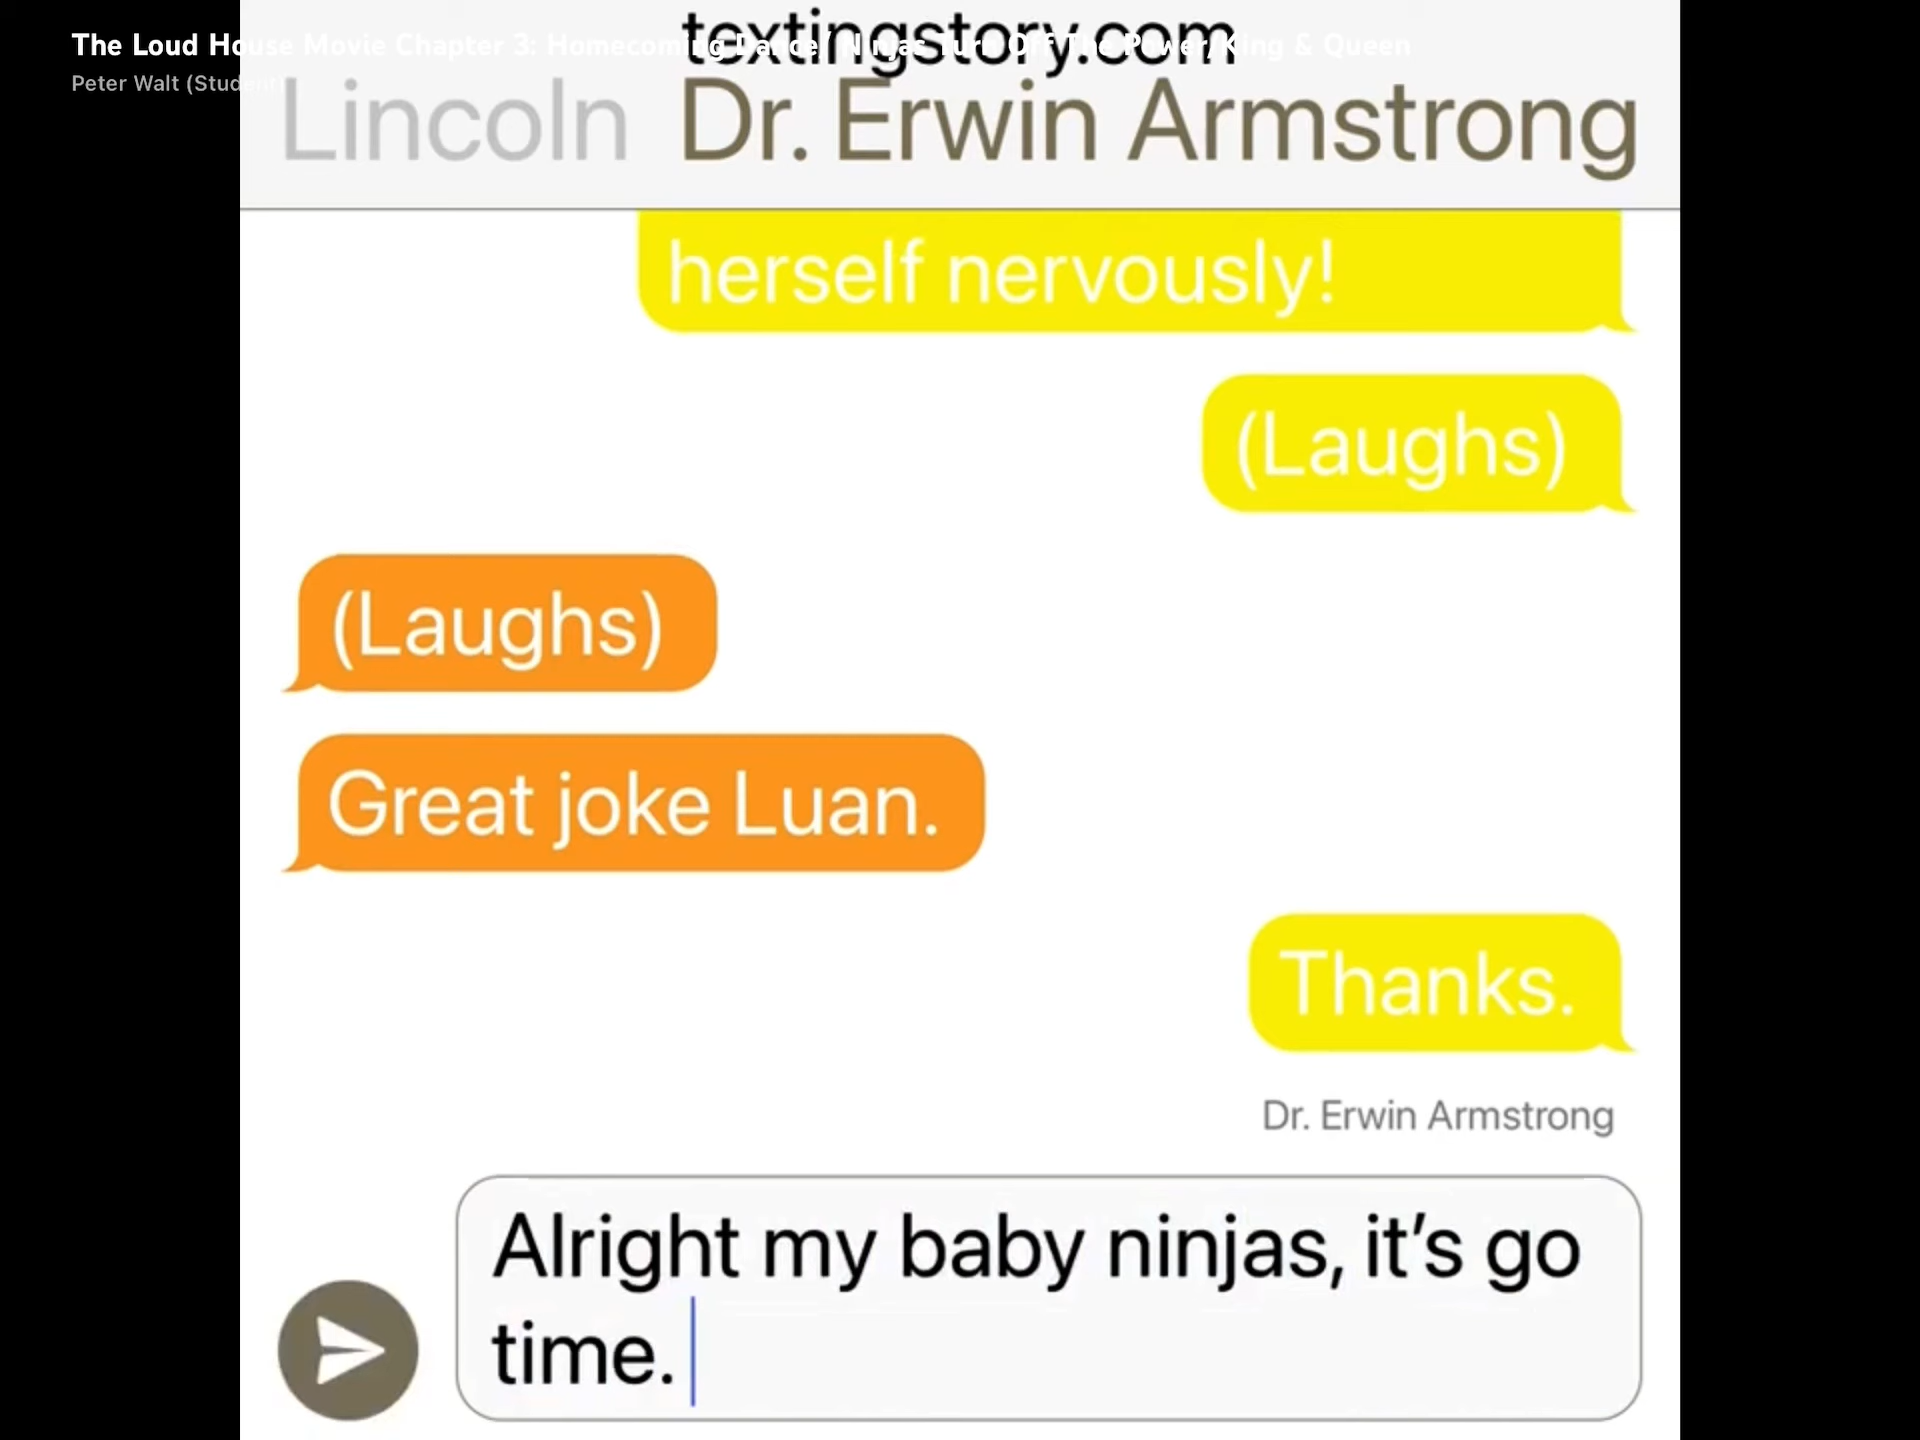 textingstory.com
The Loud House Movie Chapter 3: Homecoming Dance/ Ninjas Turn Off The Power/King & Queen
Peter Walt (Student
Lincoln Dr. Erwin Armstrong
herself nervously!
(Laughs)
(Laughs)
Great joke Luan.
Thanks.
Dr. Erwin Armstrong
Alright my baby ninjas, it’s go
time.